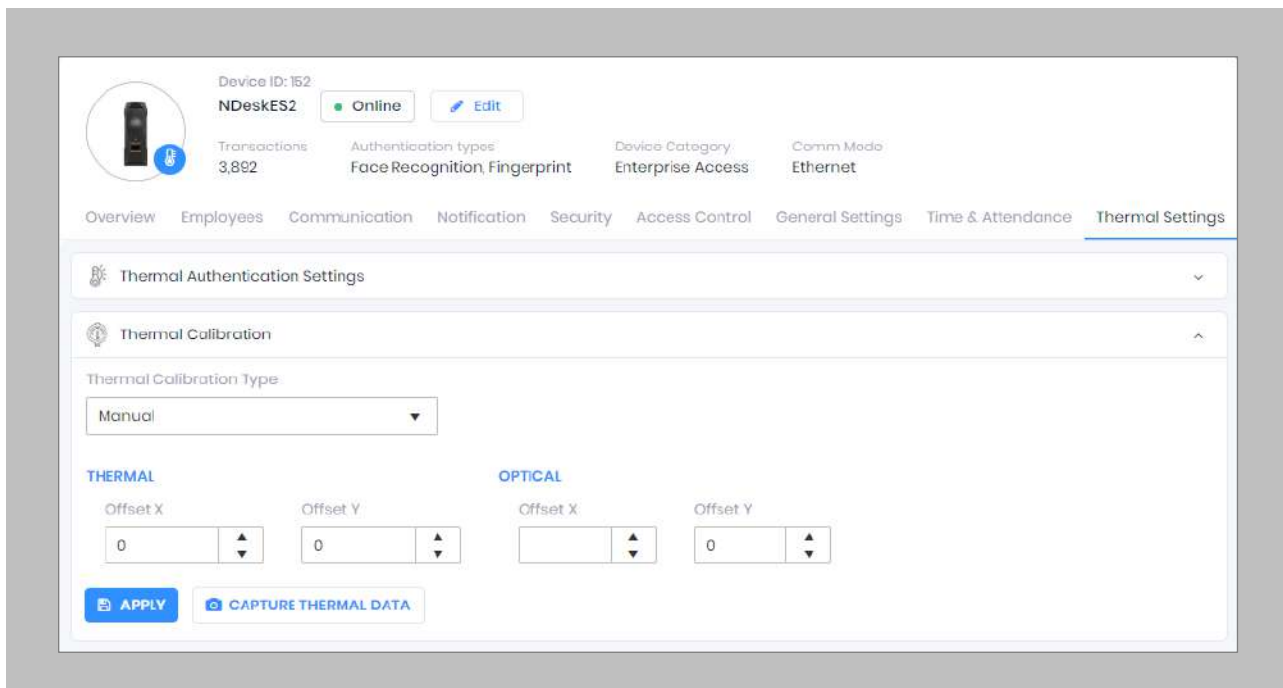 Device ID: 152
NDeskES2 Online Edit
Transactions Authentication types Device Category Comm Mode
3,892 Face Recognition, Fingerprint Enterprise Access Ethernet
Overview Employees Communication Notification Security Access Control General Settings Time & Attendance Thermal Settings
Thermal Authentication Settings
Thermal Calibration
Thermal Calibration Type
Manual
THERMAL OPTICAL
Offset X Offset Y Offset X Offset Y
0 0 0
APPLY CAPTURE THERMAL DATA